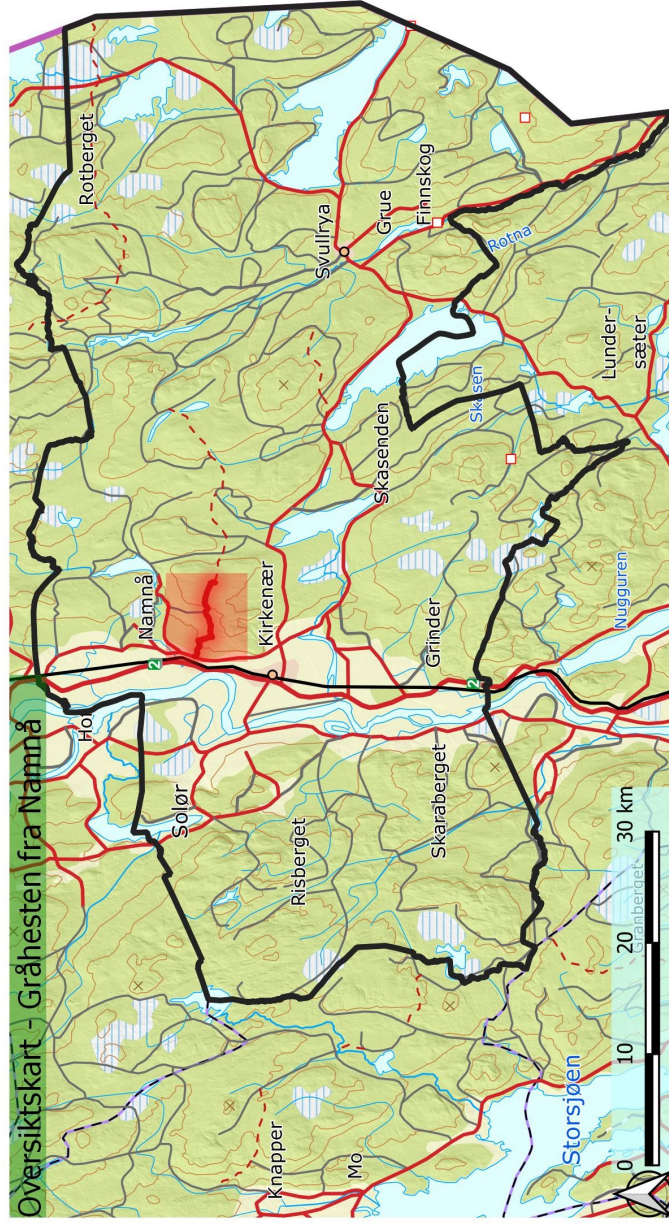 Oversiktskart - Gråhesten fra Namnå
Rotberget
Namnå
2
Hof
Kirkenær
Svullrya
Grue
Finnskog
Solør
Skasenden
Rotna
Risberget
Grinder
Skasen
Skaraberget
2
Lunder-
sæter
Nugguren
Knapper
Mo
Granberget
Storsjøen
0 10 20 30 km